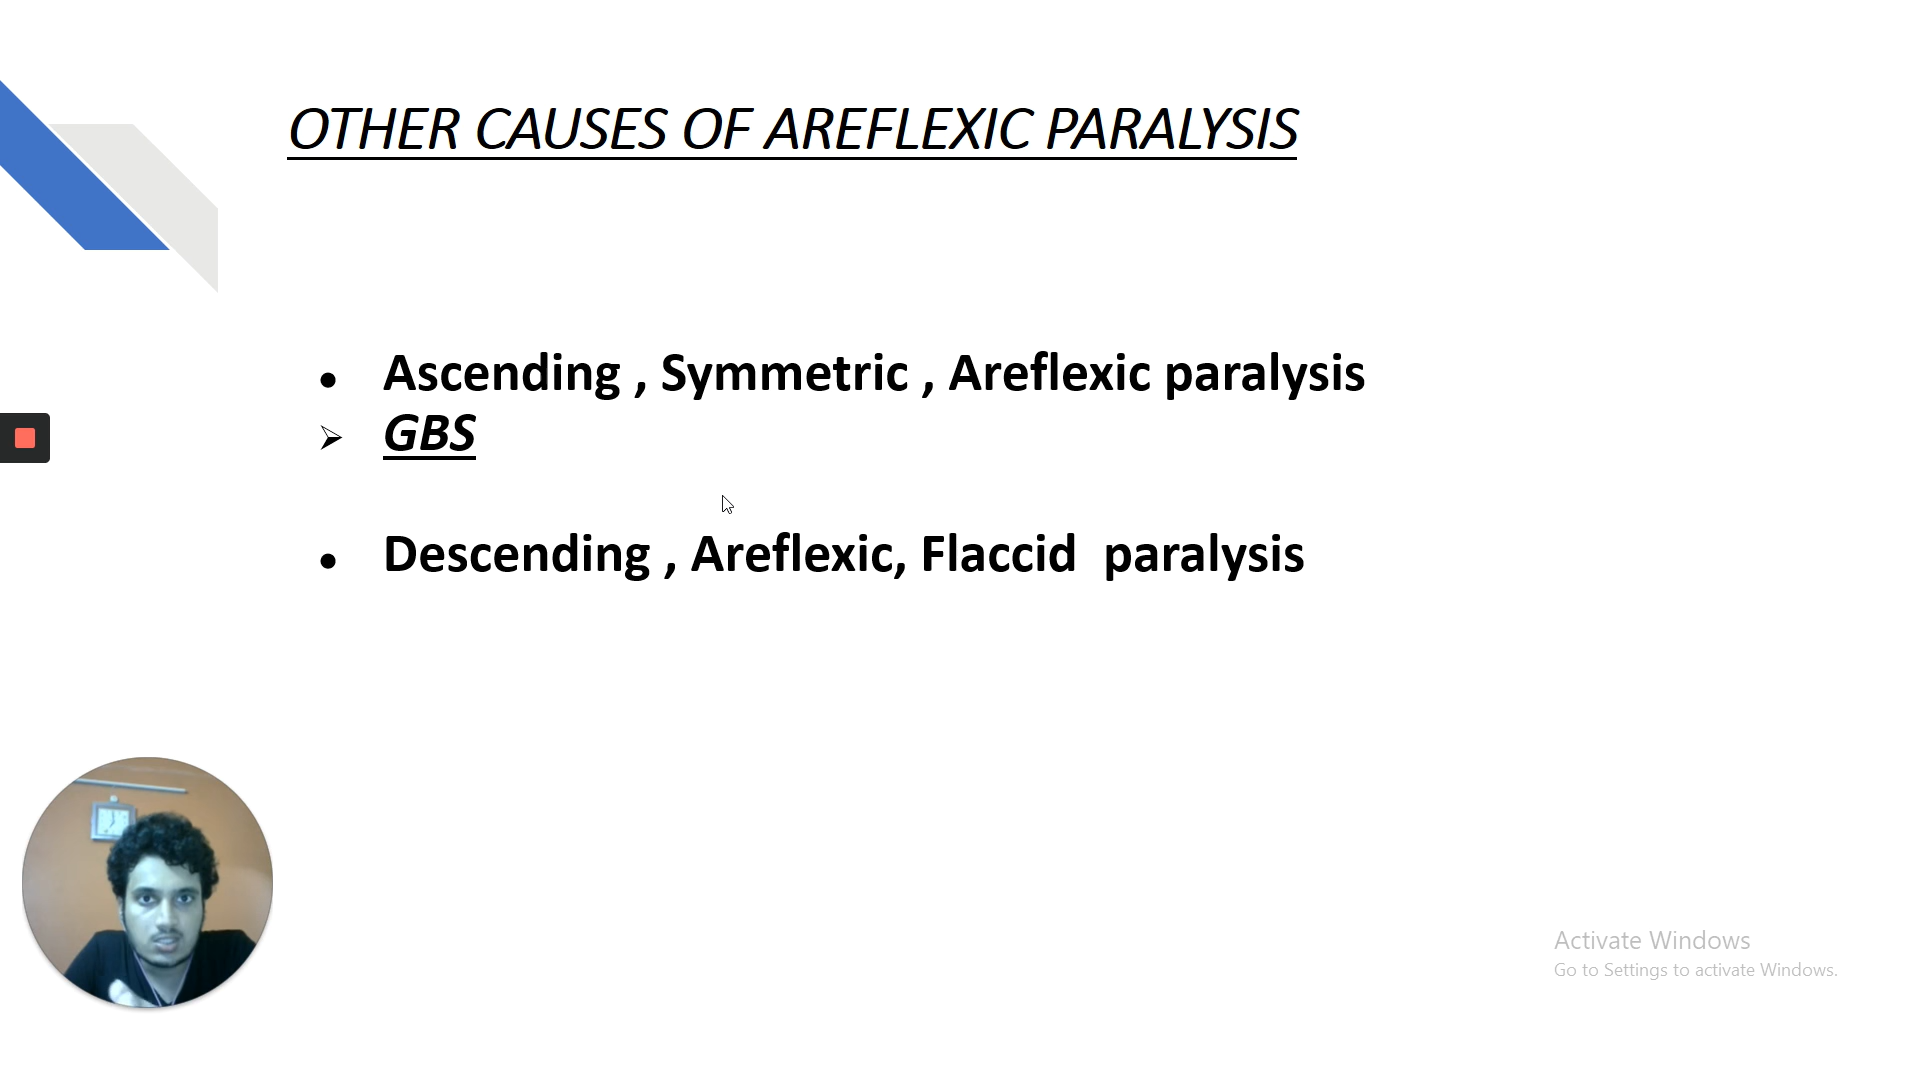 OTHER CAUSES OF AREFLEXIC PARALYSIS
Ascending , Symmetric , Areflexic paralysis
GBS
Descending , Areflexic, Flaccid paralysis
Activate Windows
Go to Settings to activate Windows.